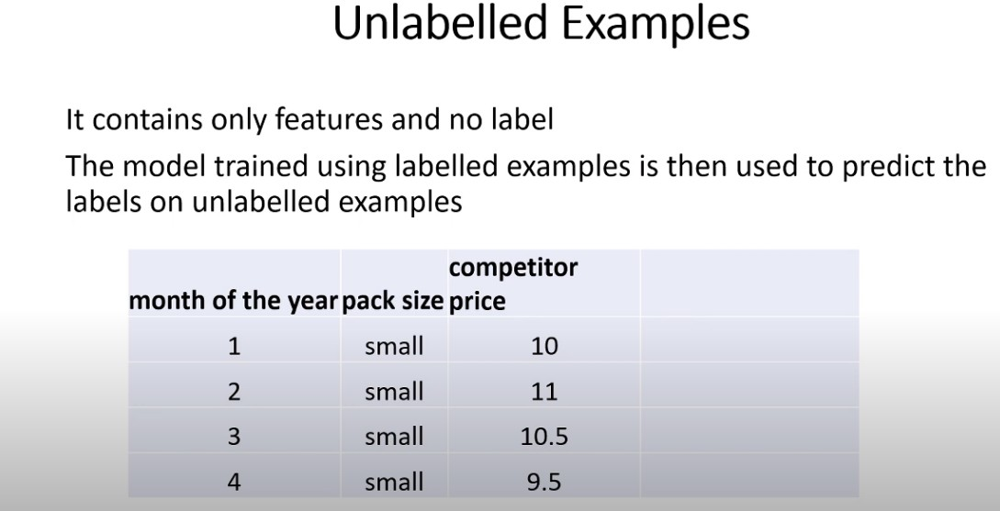 Unlabelled Examples
It contains only features and no label
The model trained using labelled examples is then used to predict the
labels on unlabelled examples
competitor
month of the year pack size price
1 small 10
2 small 11
3 small 10.5
4 small 9.5